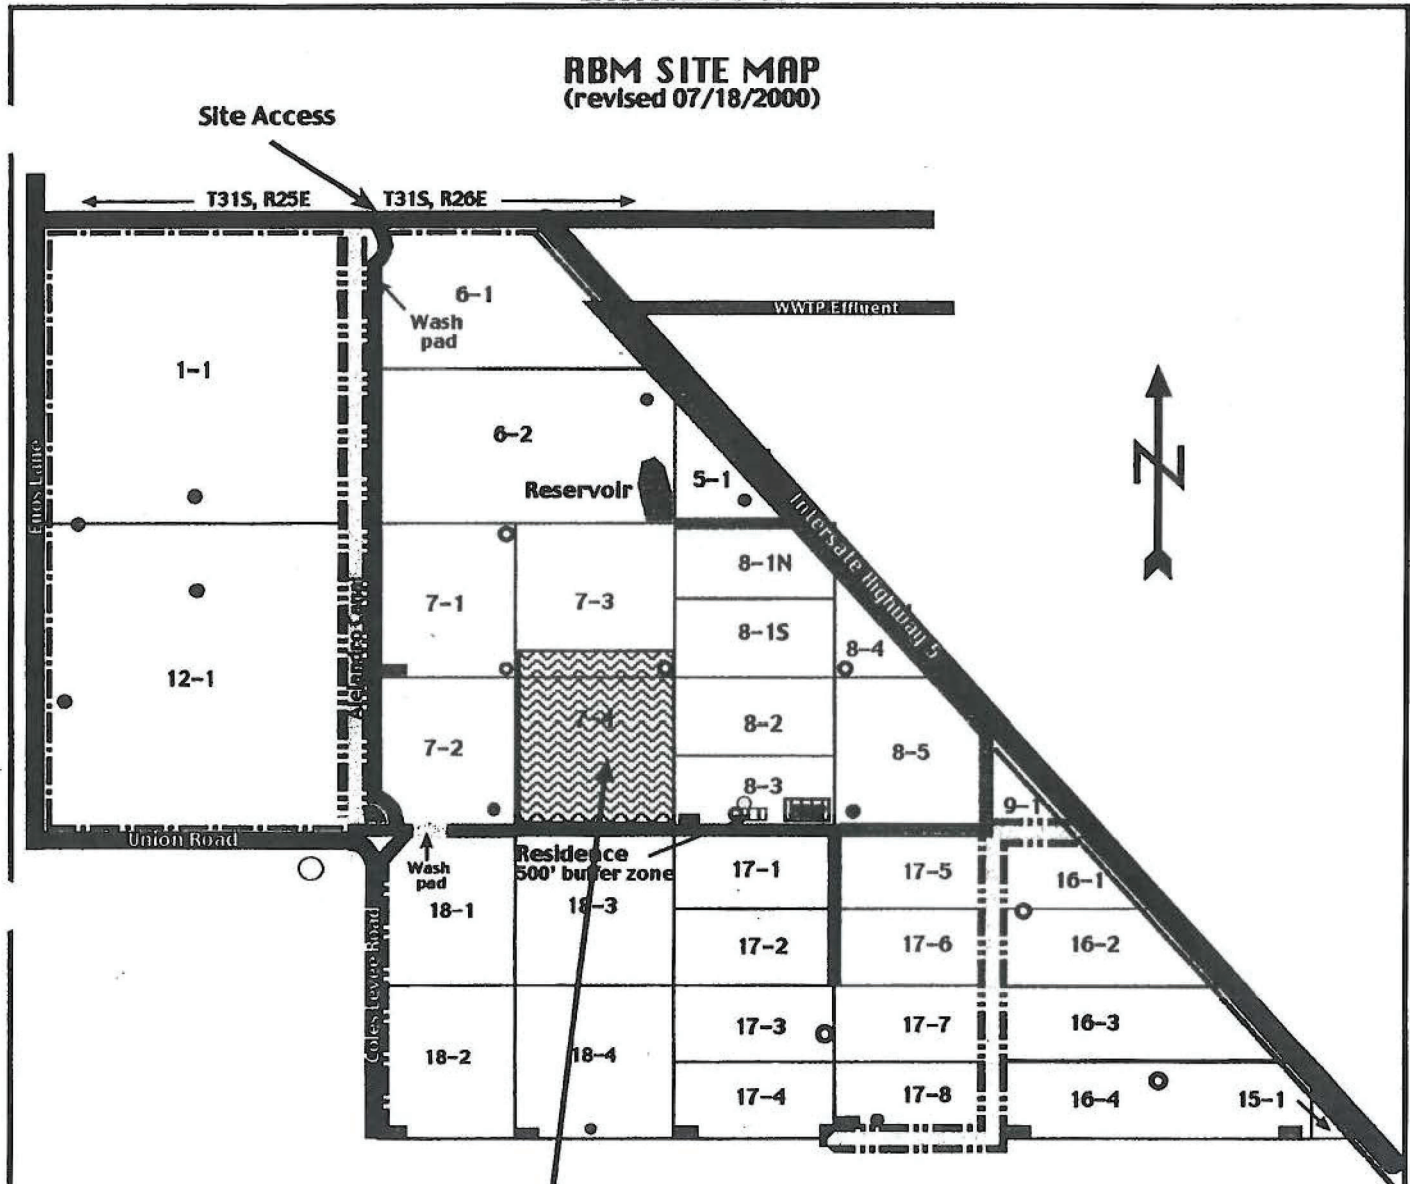 RBM SITE MAP
(revised 07/18/2000)
Site Access
T31S, R25E
T31S, R26E
6-1
WWTP Effluent
Wash
pad
1-1
6-2
N
Enos Lane
Reservoir
5-1
Intersate Highway 5
8-1N
7-1
7-3
8-1S
8-4
12-1
Alejandro Canal
7-4
8-2
7-2
8-5
8-3
9-1
Union Road
Residence
500' buffer zone
Wash
pad
17-1
17-5
16-1
18-1
18-3
17-2
17-6
16-2
Coles Levee Road
17-3
17-7
16-3
18-2
18-4
17-4
17-8
16-4
15-1